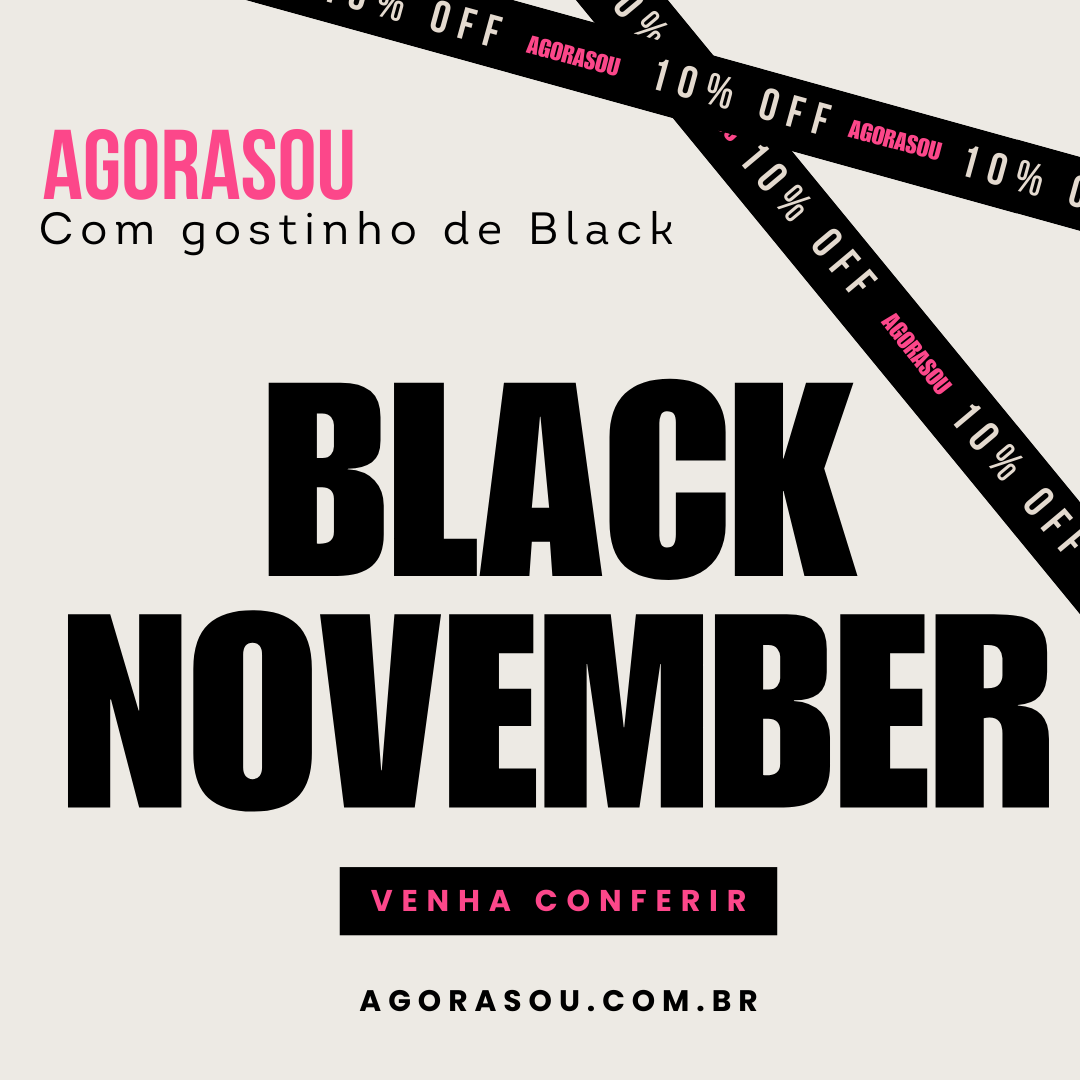 10% OFF AGORASOU 10% OFF AGORASOU 10%
10% OFF AGORASOU 10% OFF
AGORASOU
Com gostinho de Black
BLACK
NOVEMBER
VENHA CONFERIR
AGORASOU.COM.BR